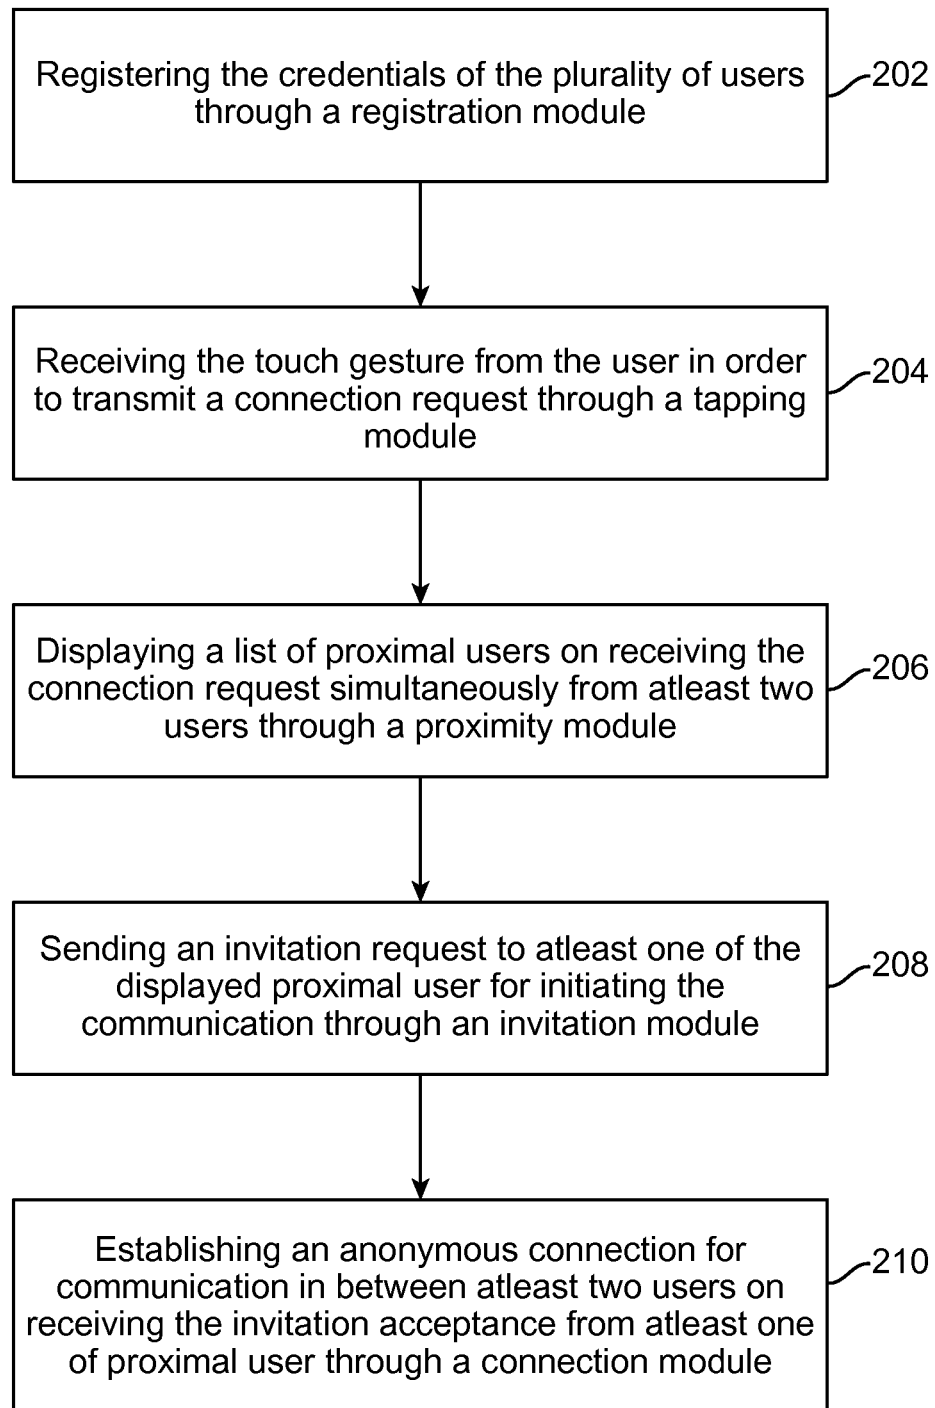 Registering the credentials of the plurality of users
through a registration module
202
Receiving the touch gesture from the user in order
to transmit a connection request through a tapping
module
204
Displaying a list of proximal users on receiving the
connection request simultaneously from atleast two
users through a proximity module
206
Sending an invitation request to atleast one of the
displayed proximal user for initiating the
communication through an invitation module
208
Establishing an anonymous connection for
communication in between atleast two users on
receiving the invitation acceptance from atleast one
of proximal user through a connection module
210